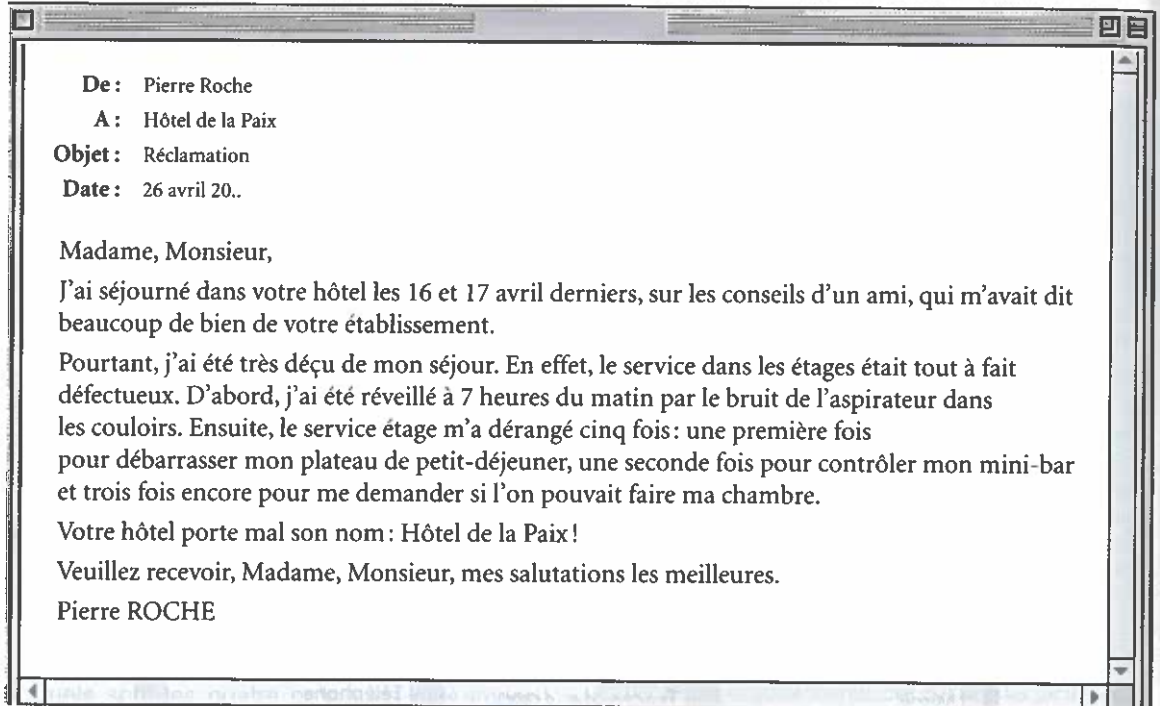 De : Pierre Roche
A : Hôtel de la Paix
Objet : Réclamation
Date : 26 avril 20..
Madame, Monsieur,
J'ai séjourné dans votre hôtel les 16 et 17 avril derniers, sur les conseils d'un ami, qui m'avait dit
beaucoup de bien de votre établissement.
Pourtant, j'ai été très déçu de mon séjour. En effet, le service dans les étages était tout à fait
défectueux. D'abord, j'ai été réveillé à 7 heures du matin par le bruit de l'aspirateur dans
les couloirs. Ensuite, le service étage m'a dérangé cinq fois : une première fois
pour débarrasser mon plateau de petit-déjeuner, une seconde fois pour contrôler mon mini-bar
et trois fois encore pour me demander si l'on pouvait faire ma chambre.
Votre hôtel porte mal son nom : Hôtel de la Paix !
Veuillez recevoir, Madame, Monsieur, mes salutations les meilleures.
Pierre ROCHE